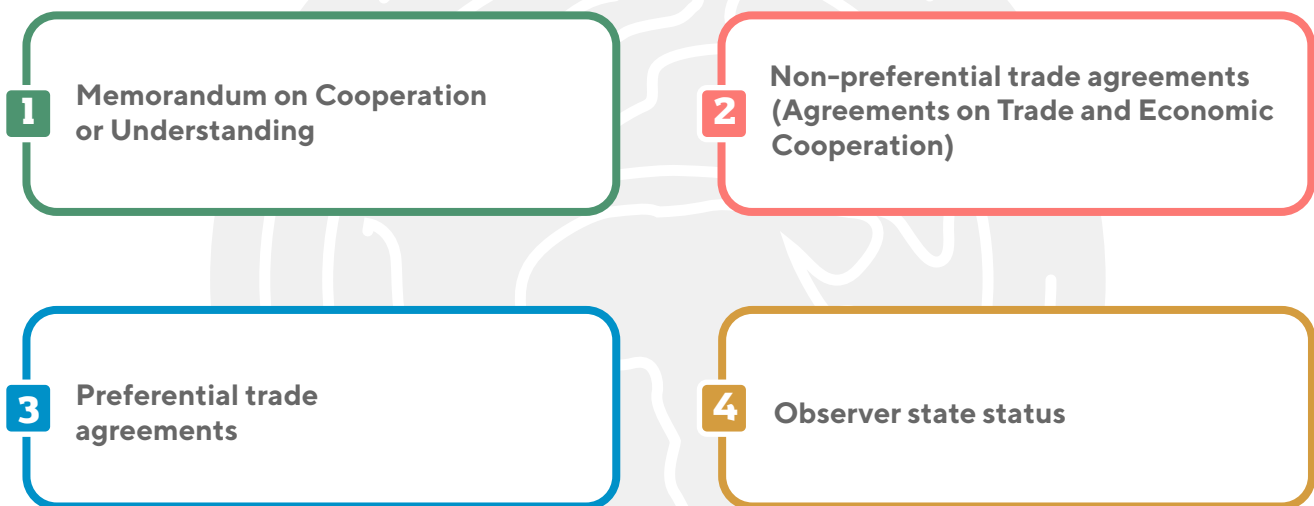 1
Memorandum on Cooperation
or Understanding
2
Non-preferential trade agreements
(Agreements on Trade and Economic
Cooperation)
3
Preferential trade
agreements
4
Observer state status